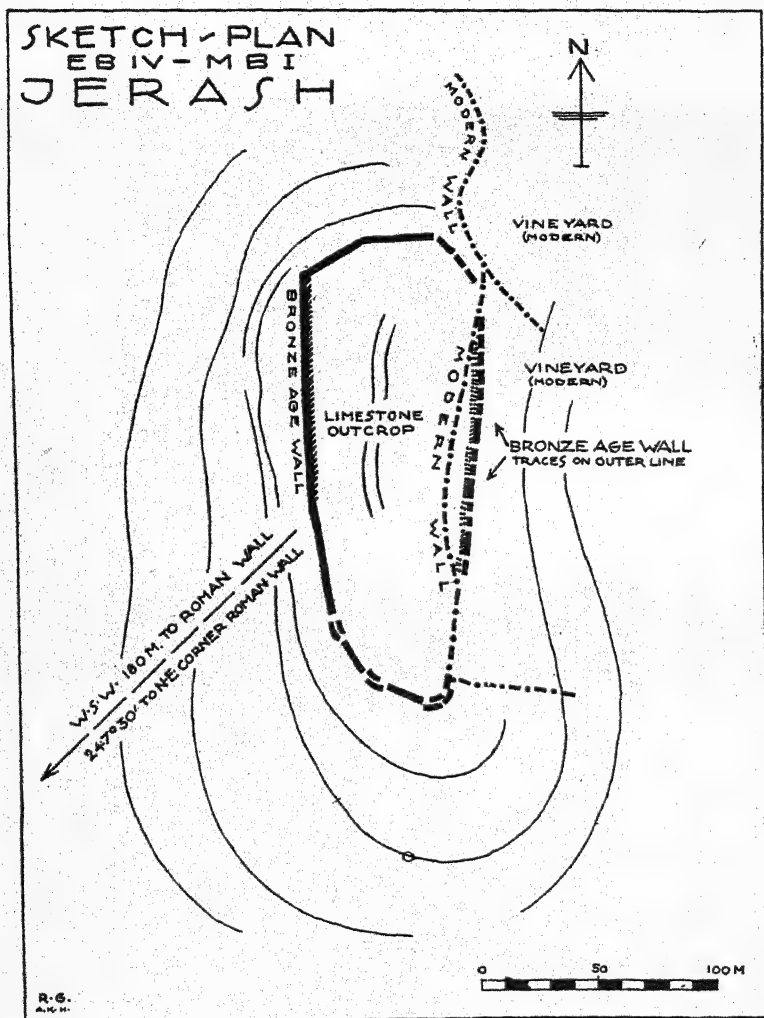 SKETCH-PLAN
EB IV - MB I
JERASH
N
MODERN WALL
VINEYARD
(MODERN)
BRONZE AGE WALL
LIMESTONE
OUTCROP
MODERN WALL
VINEYARD
(MODERN)
BRONZE AGE WALL
TRACES ON OUTER LINE
W.S.W. 180 M. TO ROMAN WALL
247°30' TO N·E· CORNER ROMAN WALL
0 50 100 M
R·G.
A.K.H.